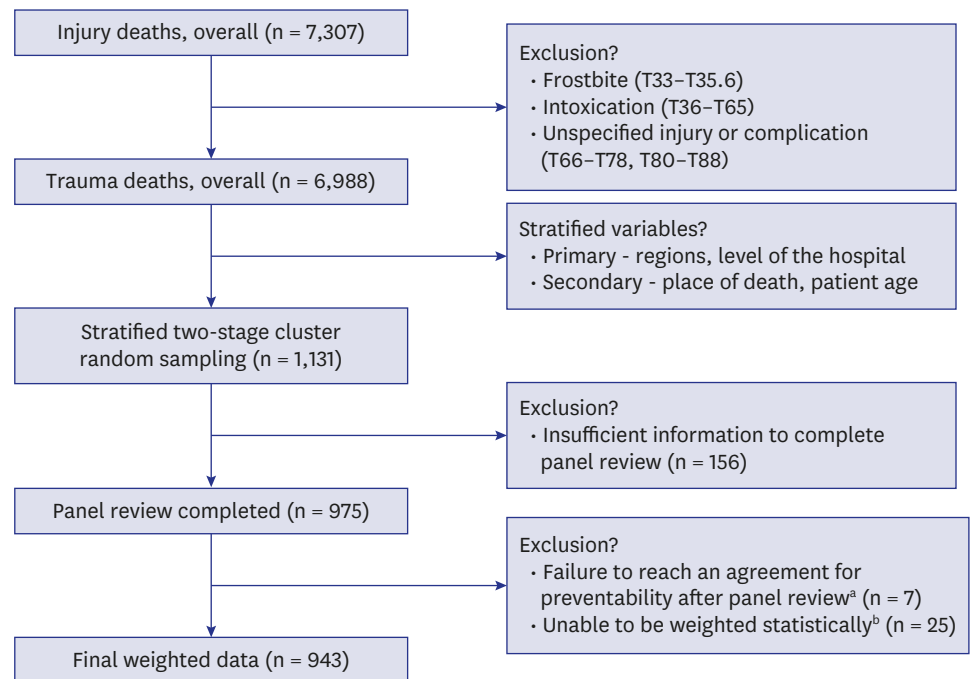 Injury deaths, overall (n = 7,307)
Exclusion?
• Frostbite (T33–T35.6)
• Intoxication (T36–T65)
• Unspecified injury or complication
(T66–T78, T80–T88)
Trauma deaths, overall (n = 6,988)
Stratified variables?
• Primary - regions, level of the hospital
• Secondary - place of death, patient age
Stratified two-stage cluster
random sampling (n = 1,131)
Exclusion?
• Insufficient information to complete
panel review (n = 156)
Panel review completed (n = 975)
Exclusion?
• Failure to reach an agreement for
preventability after panel reviewᵃ (n = 7)
• Unable to be weighted statisticallyᵇ (n = 25)
Final weighted data (n = 943)